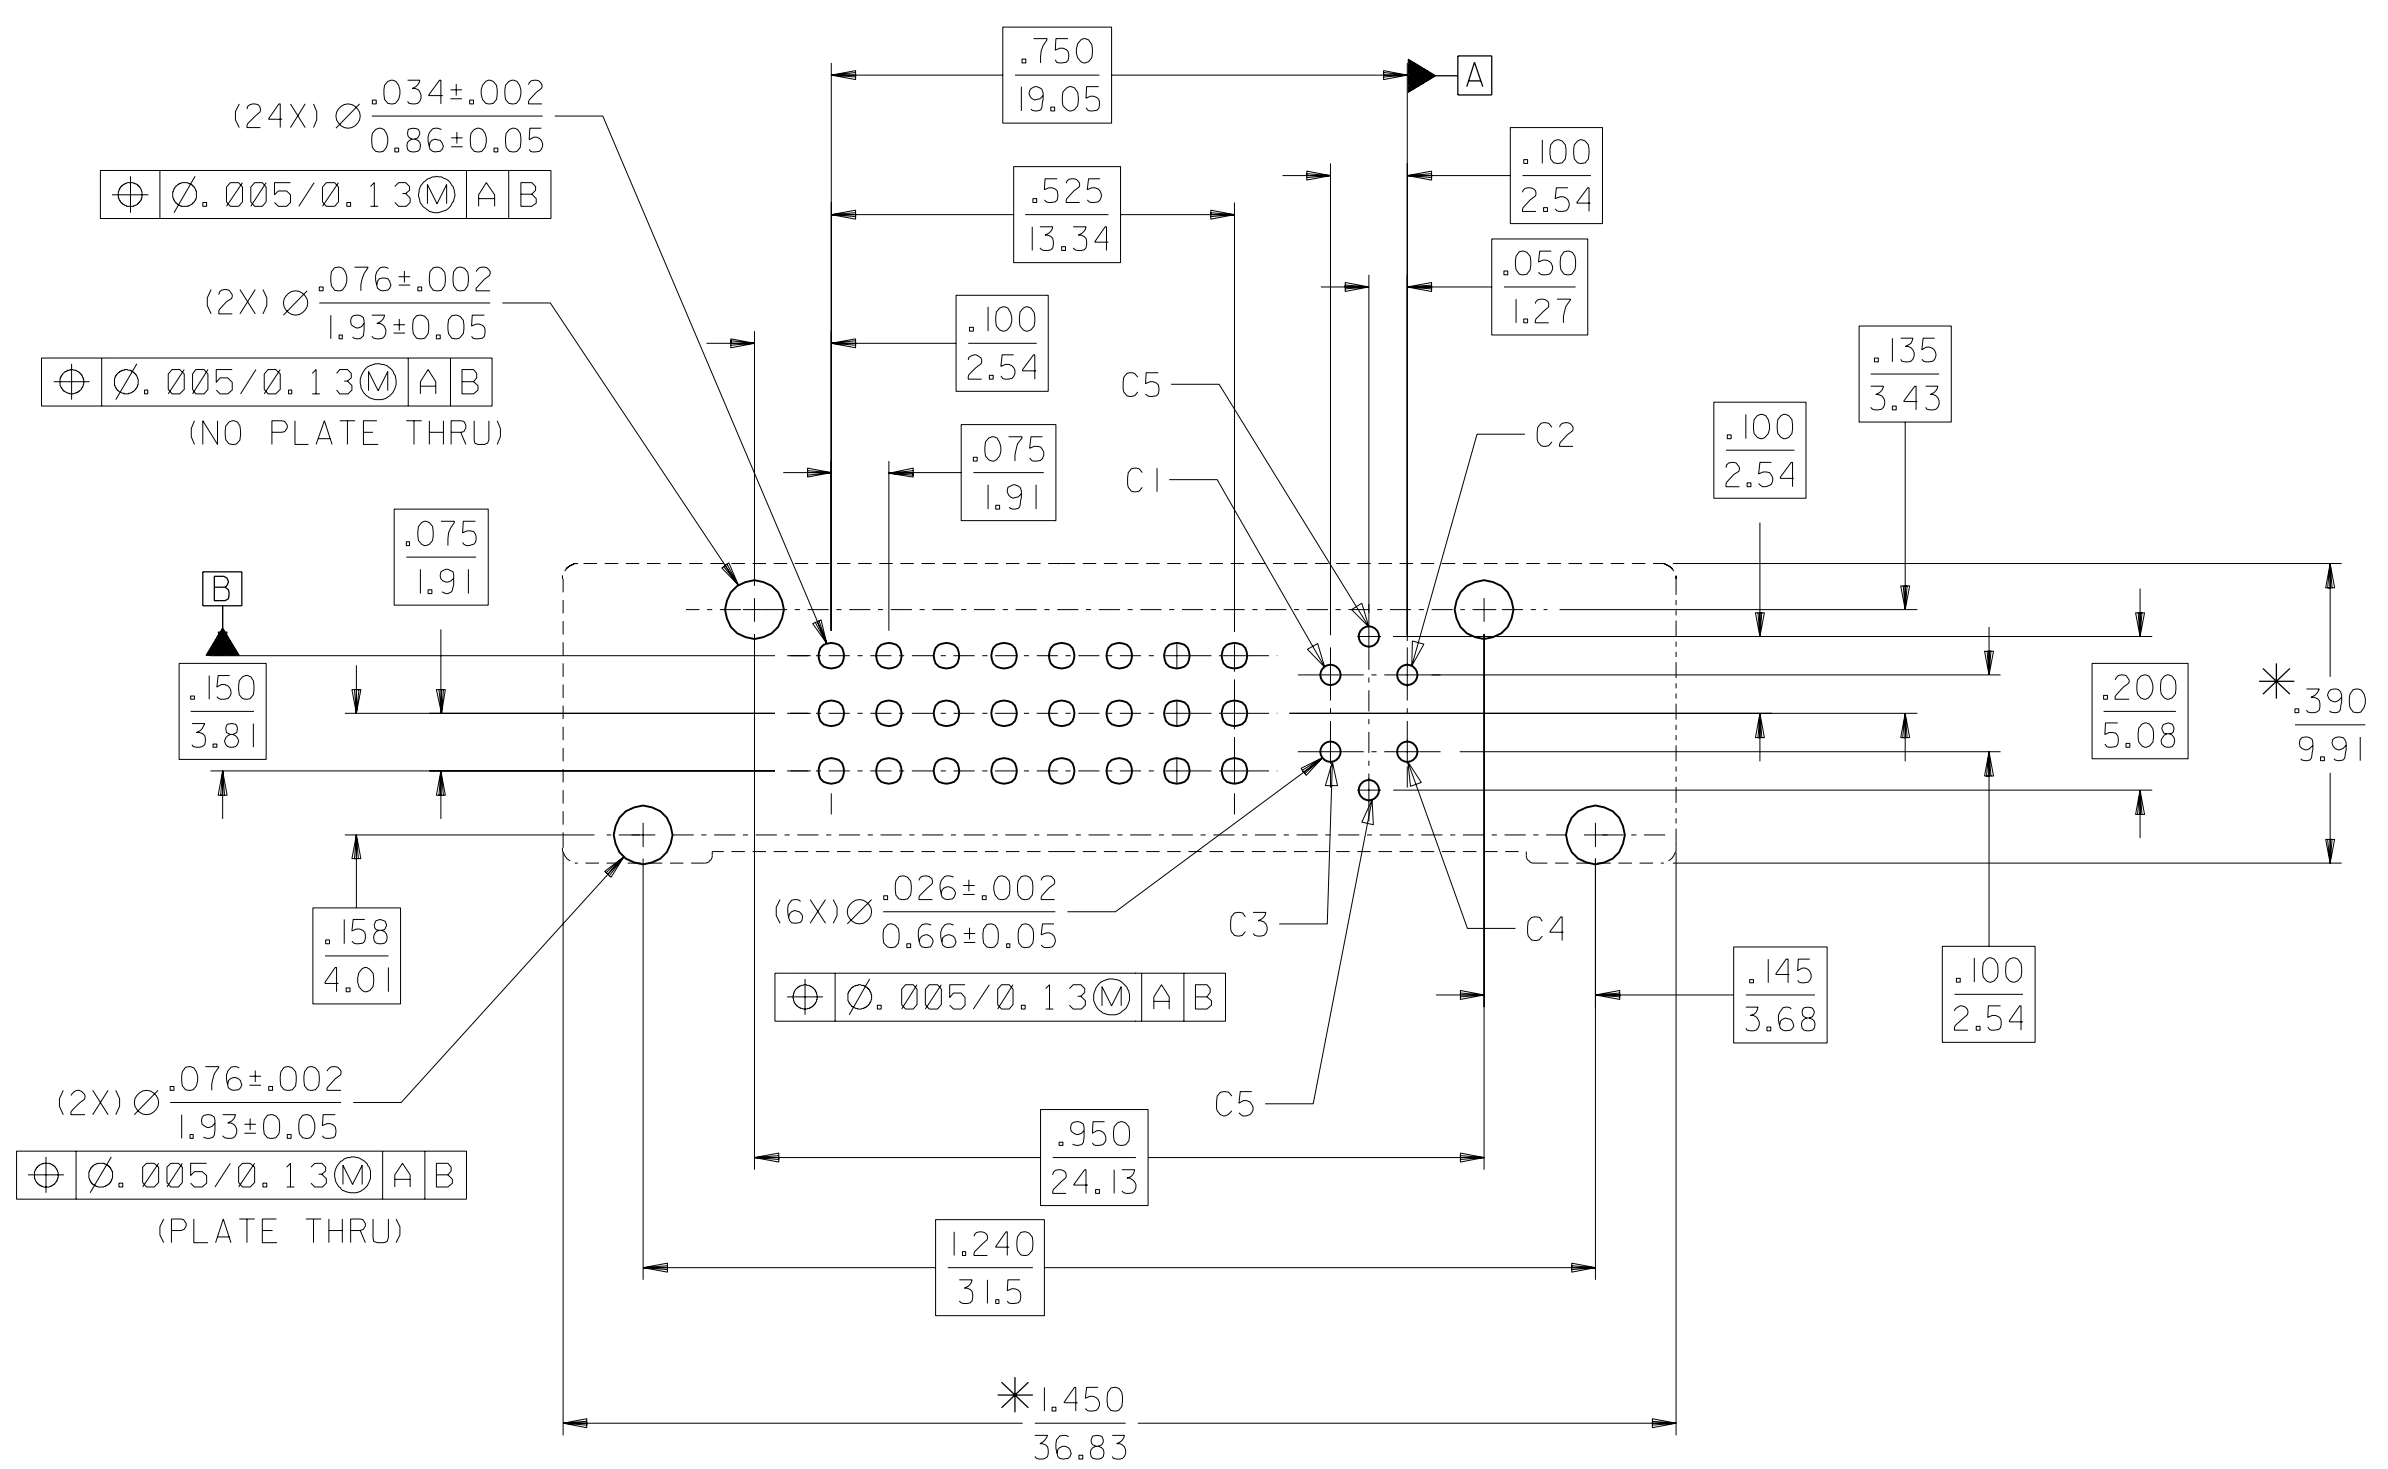 .750
19.05
A
(24X) Ø .034±.002
0.86±0.05
⌖ Ø.005/0.13Ⓜ A B
.100
2.54
.525
13.34
.050
1.27
(2X) Ø .076±.002
1.93±0.05
⌖ Ø.005/0.13Ⓜ A B
(NO PLATE THRU)
.100
2.54
.135
3.43
C5
C2
.100
2.54
.075
1.91
C1
.075
1.91
B
.150
3.81
.200
5.08
*.390
9.91
(6X) Ø .026±.002
0.66±0.05
⌖ Ø.005/0.13Ⓜ A B
C3
C4
.158
4.01
.145
3.68
.100
2.54
C5
(2X) Ø .076±.002
1.93±0.05
⌖ Ø.005/0.13Ⓜ A B
(PLATE THRU)
.950
24.13
1.240
31.5
*1.450
36.83